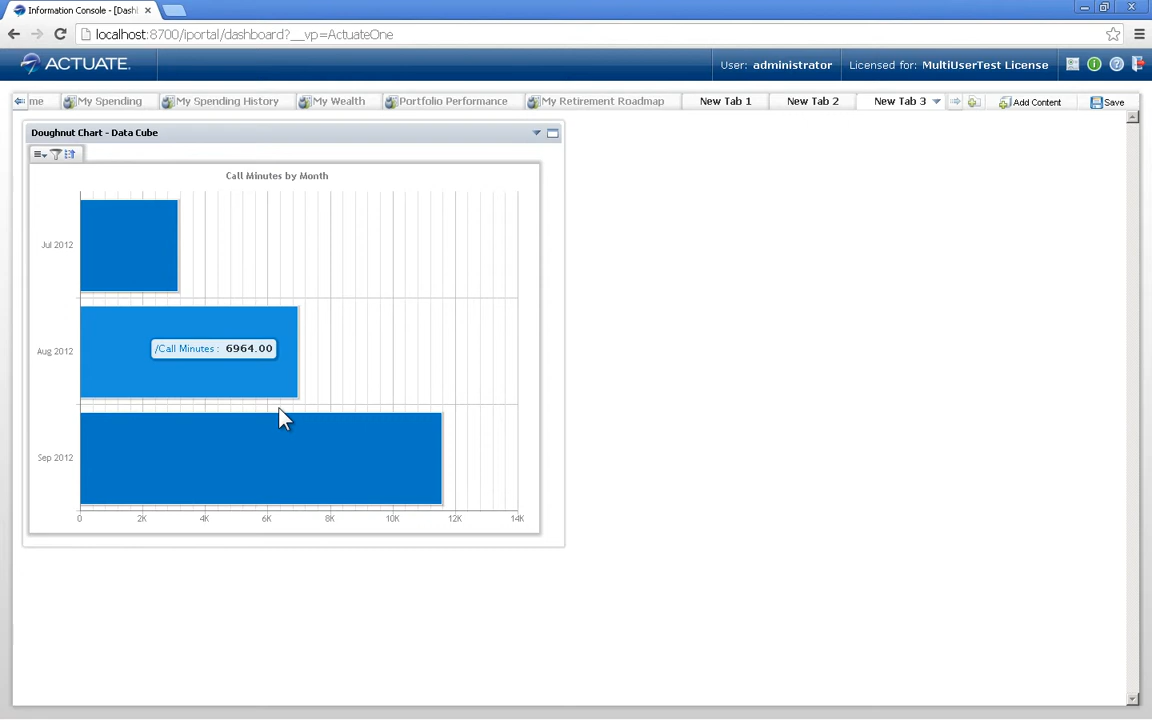 Information Console - [Dash
localhost:8700/iportal/dashboard?__vp=ActuateOne
ACTUATE
User: administrator
Licensed for: MultiUserTest License
me
My Spending
My Spending History
My Wealth
Portfolio Performance
My Retirement Roadmap
New Tab 1
New Tab 2
New Tab 3
Add Content
Save
Doughnut Chart - Data Cube
Call Minutes by Month
Jul 2012
Aug 2012
/Call Minutes : 6964.00
Sep 2012
0 2K 4K 6K 8K 10K 12K 14K